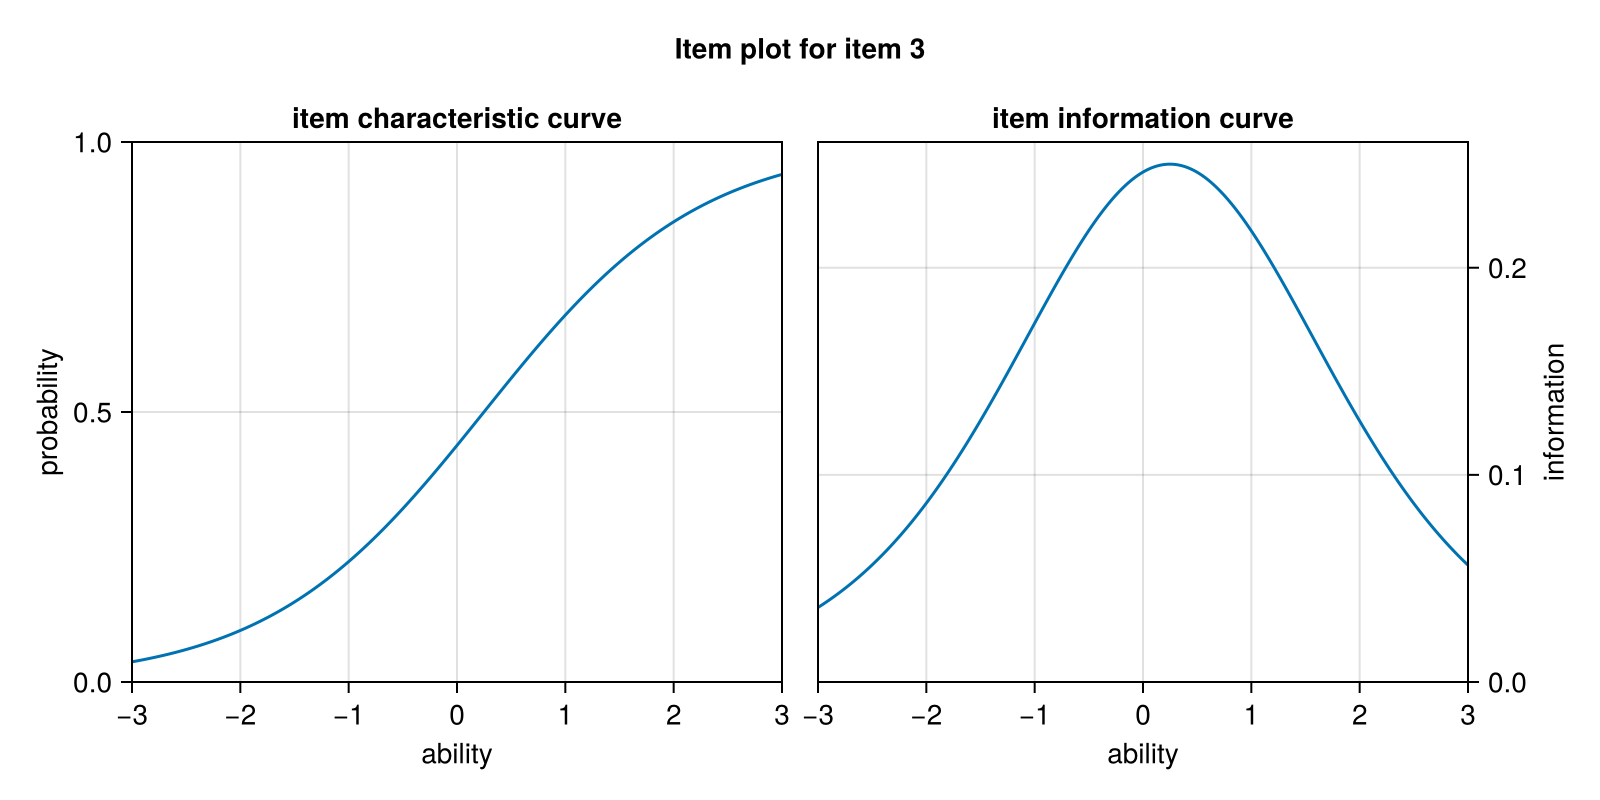 Item plot for item 3
item characteristic curve
item information curve
probability
1.0
0.5
0.0
−3 −2 −1 0 1 2 3
ability
0.2
0.1
0.0
information
−3 −2 −1 0 1 2 3
ability